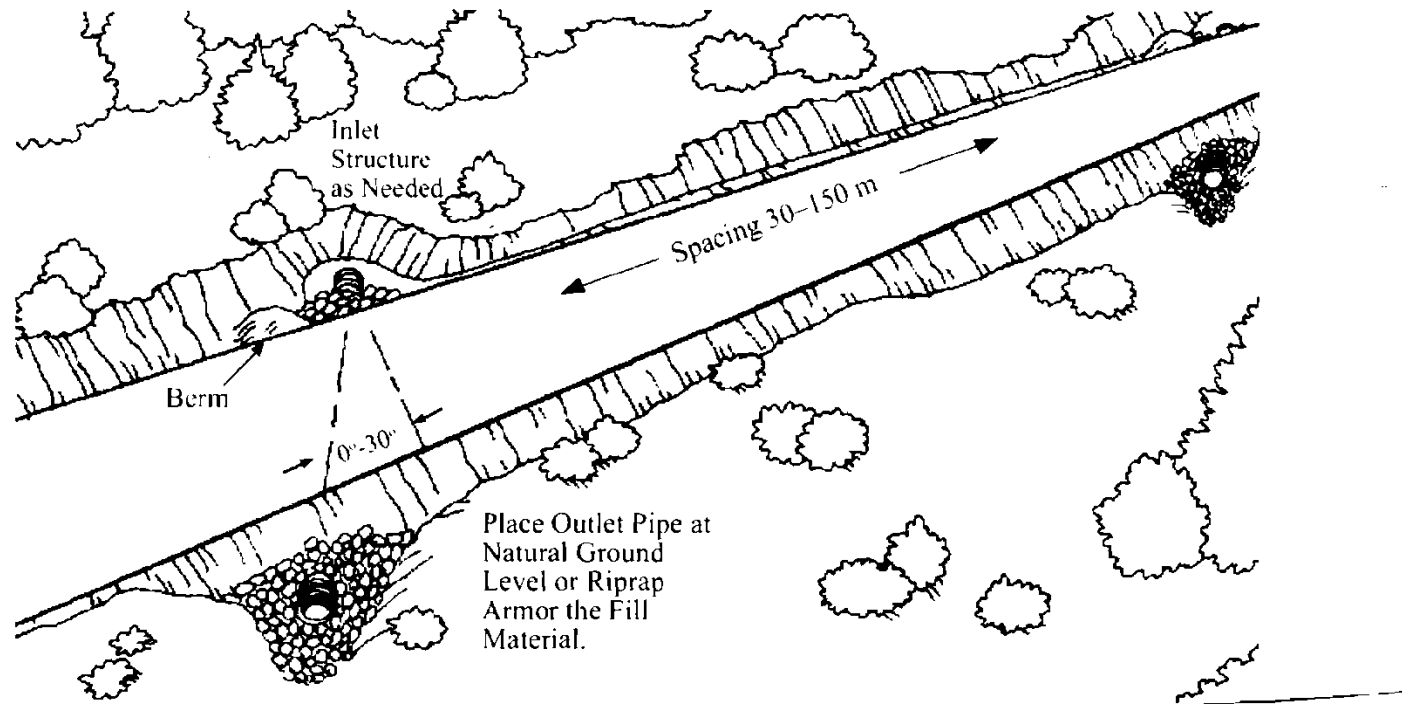 Inlet
Structure
as Needed
Spacing 30–150 m
Berm
0°-30°
Place Outlet Pipe at
Natural Ground
Level or Riprap
Armor the Fill
Material.